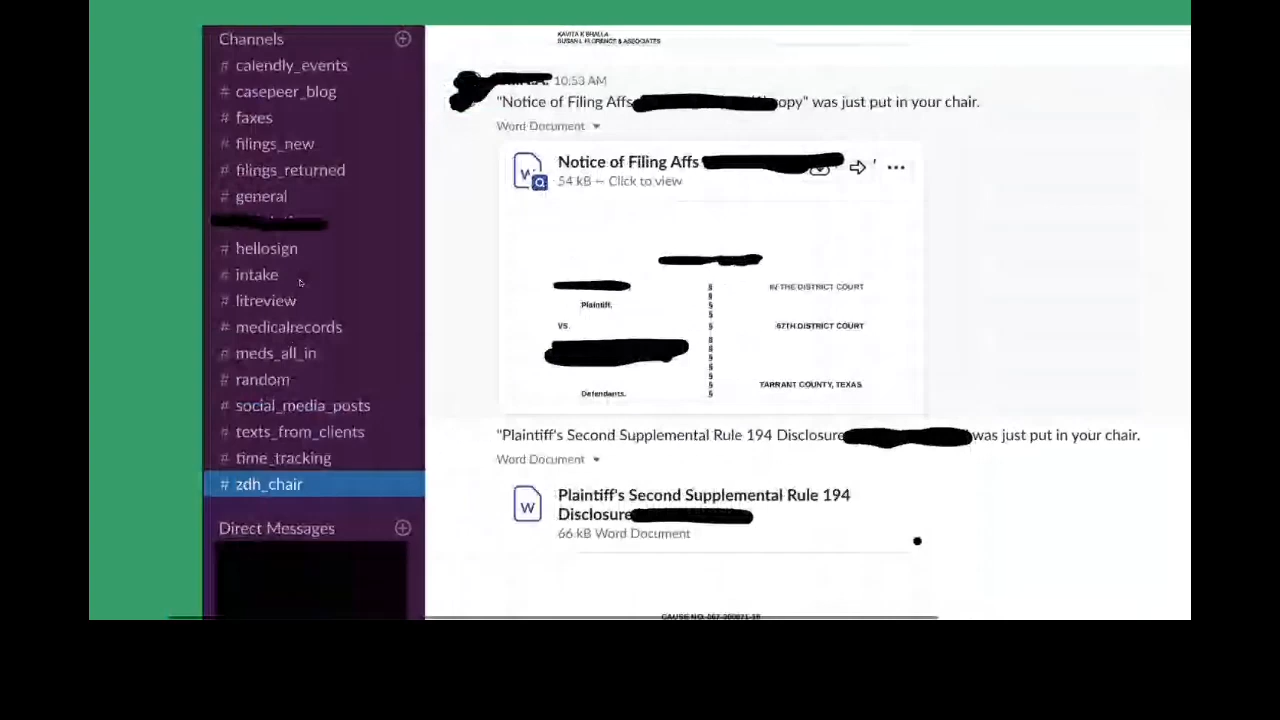 Channels
# calendly_events
# casepeer_blog
# faxes
# filings_new
# filings_returned
# general
# hellosign
# intake
# litreview
# medicalrecords
# meds_all_in
# random
# social_media_posts
# texts_from_clients
# time_tracking
# zdh_chair
Direct Messages
KAVITA K BHALLA
SUSAN L FLORENCE & ASSOCIATES
10:53 AM
"Notice of Filing Affs opy" was just put in your chair.
Word Document
Notice of Filing Affs
54 kB — Click to view
IN THE DISTRICT COURT
Plaintiff,
VS.
67TH DISTRICT COURT
TARRANT COUNTY, TEXAS
Defendants.
§
§
§
§
§
§
§
§
§
§
§
"Plaintiff's Second Supplemental Rule 194 Disclosure was just put in your chair.
Word Document
W
Plaintiff's Second Supplemental Rule 194
Disclosure
66 kB Word Document
CAUSE NO.